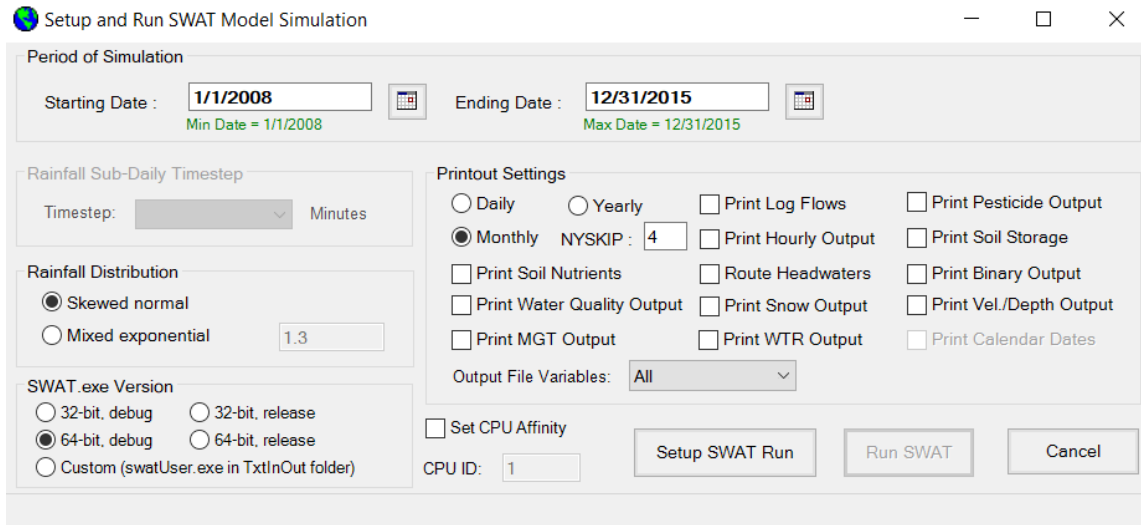 Setup and Run SWAT Model Simulation
Period of Simulation
Starting Date :
1/1/2008
Min Date = 1/1/2008
Ending Date :
12/31/2015
Max Date = 12/31/2015
Rainfall Sub-Daily Timestep
Timestep:
Minutes
Rainfall Distribution
Skewed normal
Mixed exponential
1.3
SWAT.exe Version
32-bit, debug
32-bit, release
64-bit, debug
64-bit, release
Custom (swatUser.exe in TxtInOut folder)
Printout Settings
Daily
Yearly
Print Log Flows
Print Pesticide Output
Monthly
NYSKIP :
4
Print Hourly Output
Print Soil Storage
Print Soil Nutrients
Route Headwaters
Print Binary Output
Print Water Quality Output
Print Snow Output
Print Vel./Depth Output
Print MGT Output
Print WTR Output
Print Calendar Dates
Output File Variables:
All
Set CPU Affinity
CPU ID:
1
Setup SWAT Run
Run SWAT
Cancel